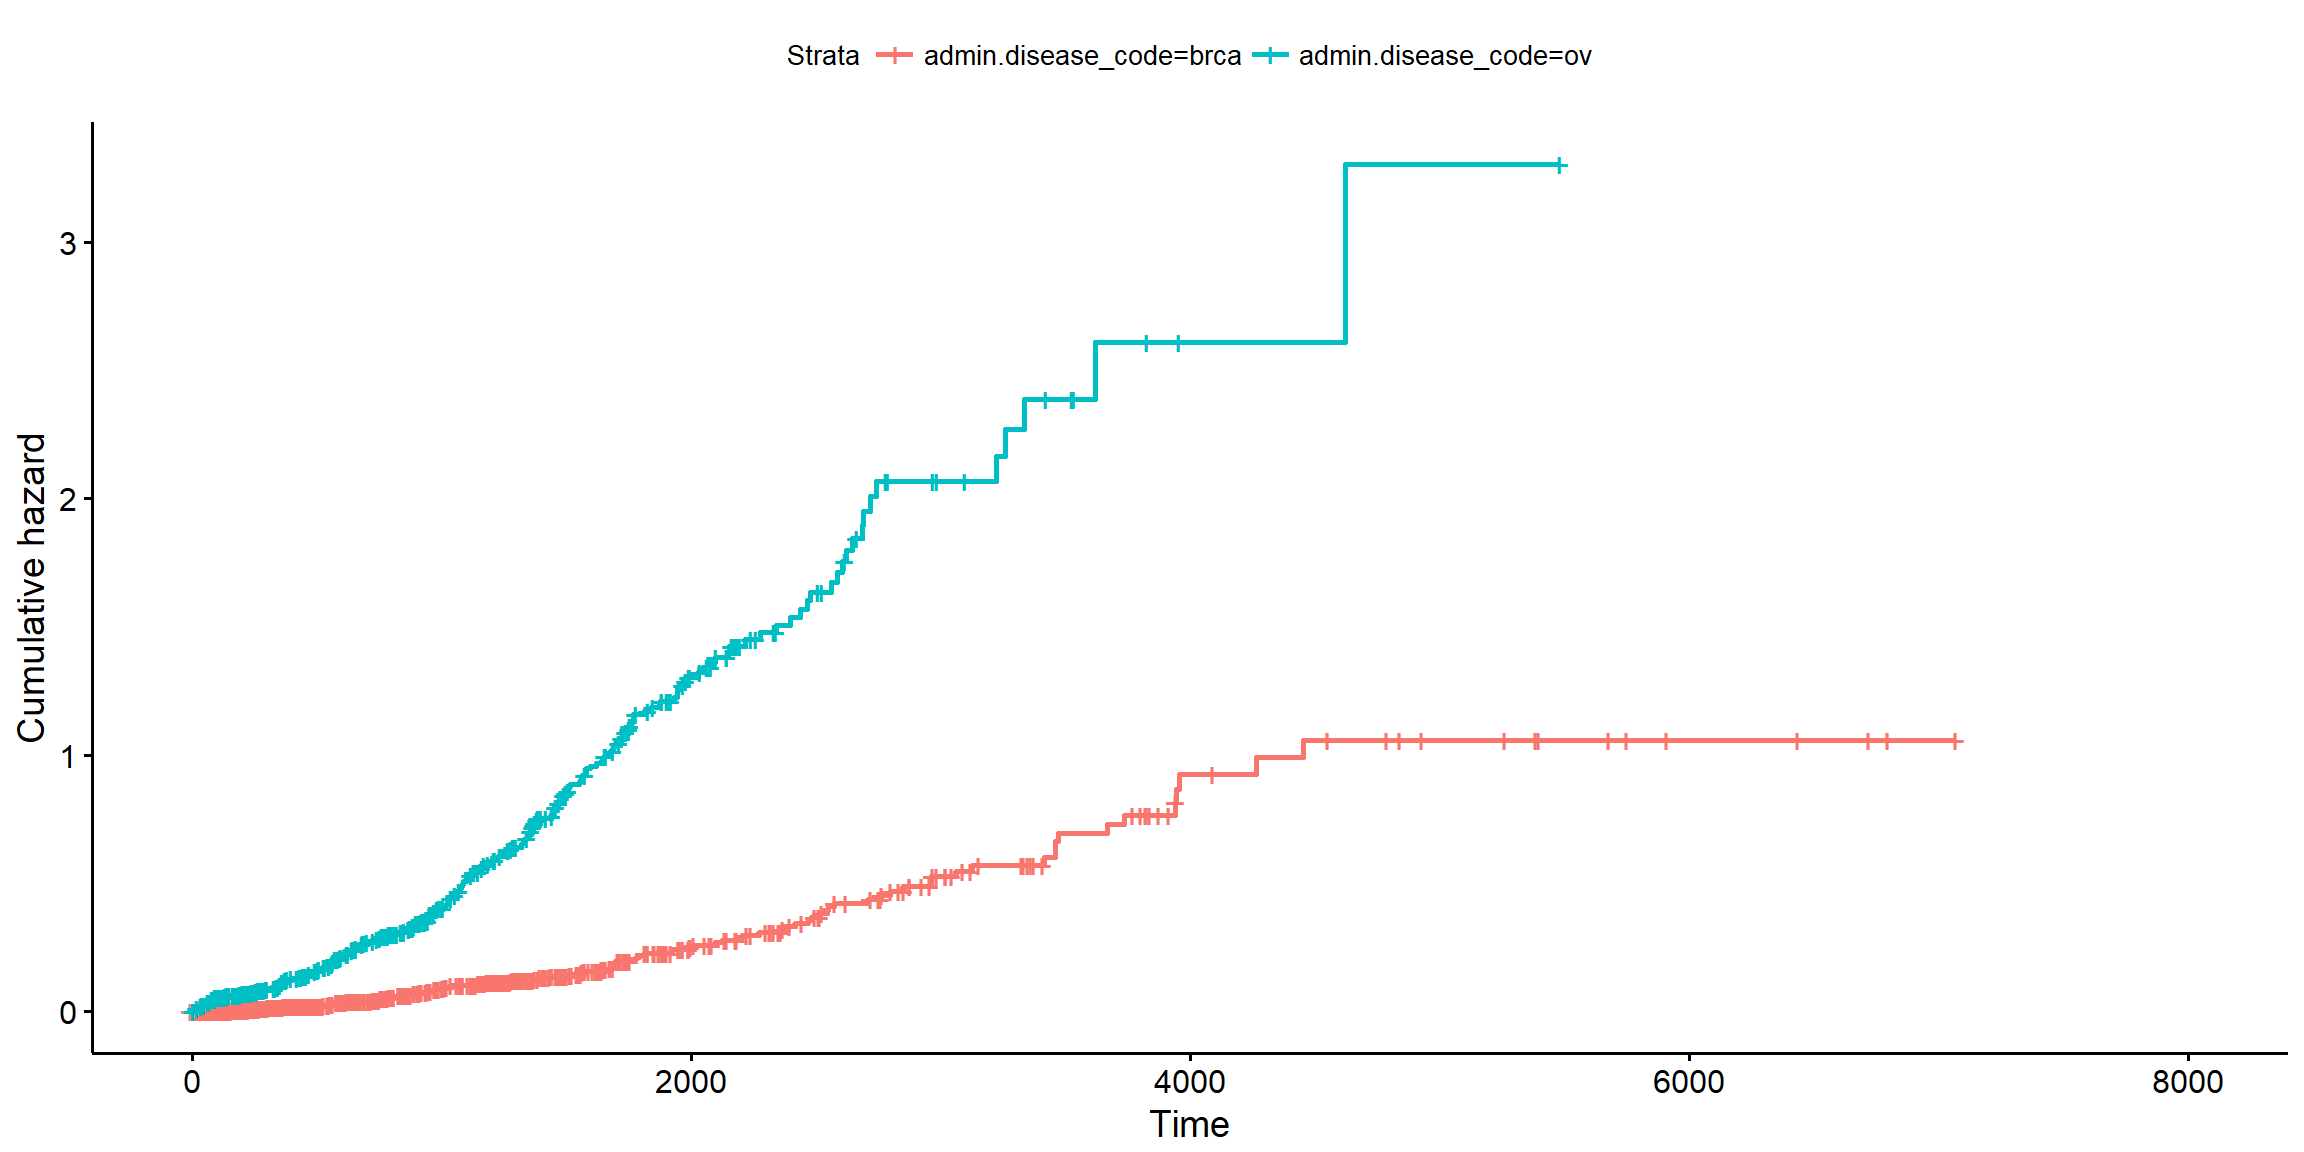 Strata admin.disease_code=brca admin.disease_code=ov
3
2
1
0
Cumulative hazard
0 2000 4000 6000 8000
Time